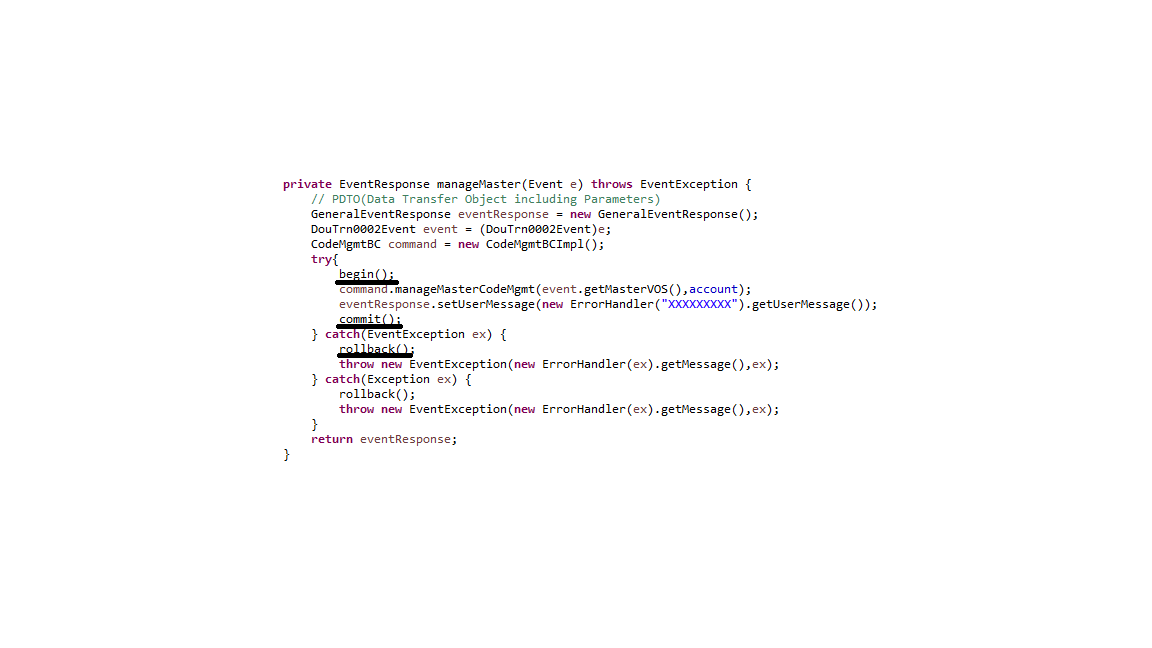 private EventResponse manageMaster(Event e) throws EventException {
    // PDTO(Data Transfer Object including Parameters)
    GeneralEventResponse eventResponse = new GeneralEventResponse();
    DouTrn0002Event event = (DouTrn0002Event)e;
    CodeMgmtBC command = new CodeMgmtBCImpl();
    try{
        begin();
        command.manageMasterCodeMgmt(event.getMasterVOS(),account);
        eventResponse.setUserMessage(new ErrorHandler("XXXXXXXXX").getUserMessage());
        commit();
    } catch(EventException ex) {
        rollback();
        throw new EventException(new ErrorHandler(ex).getMessage(),ex);
    } catch(Exception ex) {
        rollback();
        throw new EventException(new ErrorHandler(ex).getMessage(),ex);
    }
    return eventResponse;
}